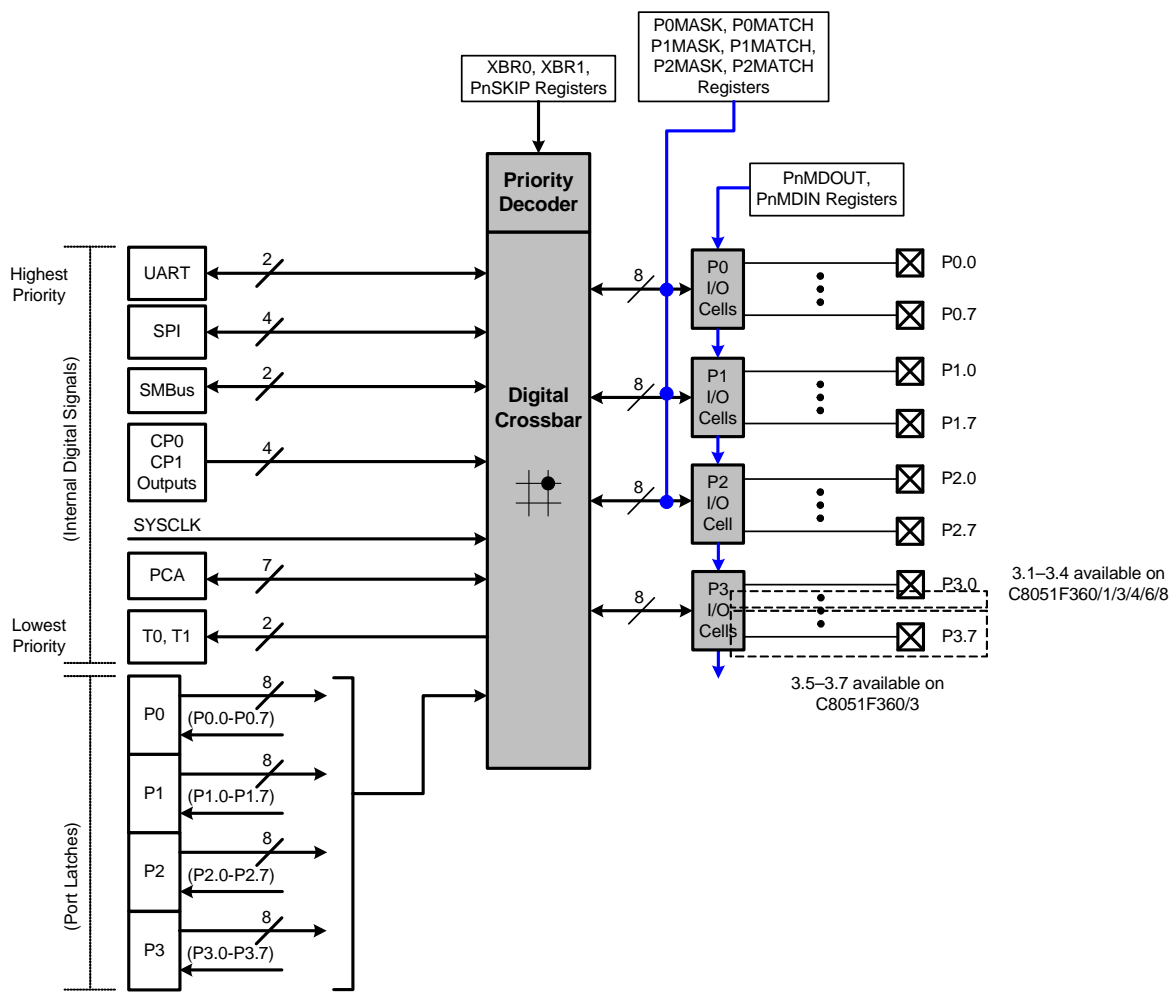 P0MASK, P0MATCH
P1MASK, P1MATCH,
P2MASK, P2MATCH
Registers
XBR0, XBR1,
PnSKIP Registers
Priority
Decoder
PnMDOUT,
PnMDIN Registers
Highest
Priority
(Internal Digital Signals)
UART
2
SPI
4
SMBus
2
CP0
CP1
Outputs
4
SYSCLK
PCA
7
Lowest
Priority
T0, T1
2
Digital
Crossbar
8
P0
I/O
Cells
P0.0
P0.7
8
P1
I/O
Cells
P1.0
P1.7
8
P2
I/O
Cell
P2.0
P2.7
8
P3
I/O
Cells
P3.0
P3.7
3.1–3.4 available on
C8051F360/1/3/4/6/8
3.5–3.7 available on
C8051F360/3
(Port Latches)
P0
8
(P0.0-P0.7)
P1
8
(P1.0-P1.7)
P2
8
(P2.0-P2.7)
P3
8
(P3.0-P3.7)